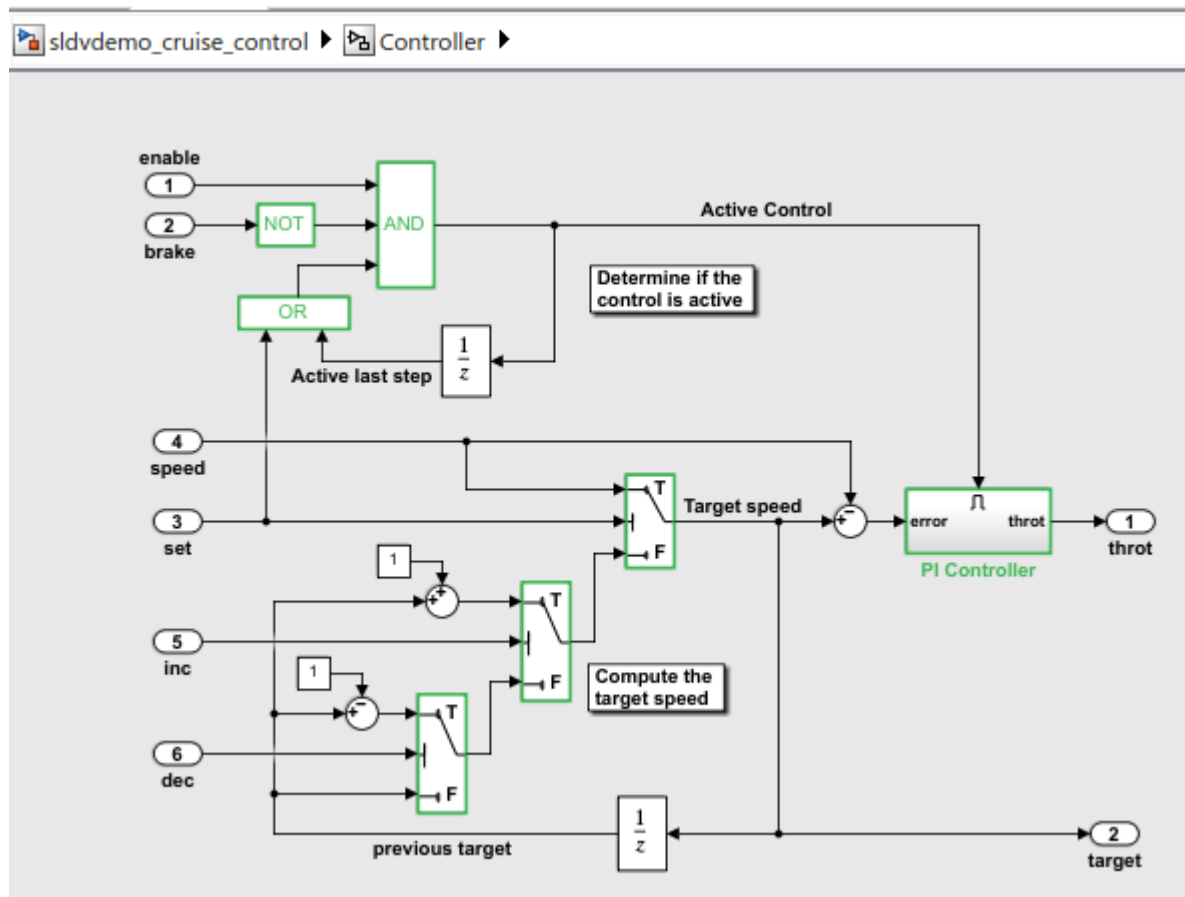 sldvdemo_cruise_control ▶ Controller ▶
enable
1
2
brake
NOT
AND
Active Control
Determine if the
control is active
OR
1
z
Active last step
4
speed
T
Target speed
3
set
F
+
−
error
throt
PI Controller
1
throt
1
+
+
T
5
inc
F
Compute the
target speed
1
−
+
T
6
dec
F
1
z
previous target
2
target